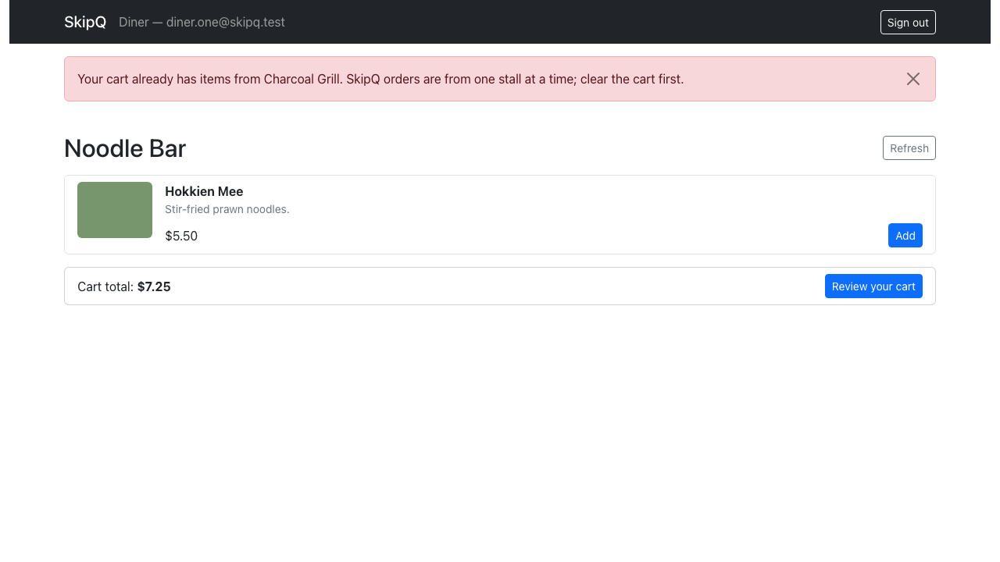 SkipQ Diner — diner.one@skipq.test Sign out
Your cart already has items from Charcoal Grill. SkipQ orders are from one stall at a time; clear the cart first.
Noodle Bar Refresh
Hokkien Mee
Stir-fried prawn noodles.
$5.50 Add
Cart total: $7.25 Review your cart